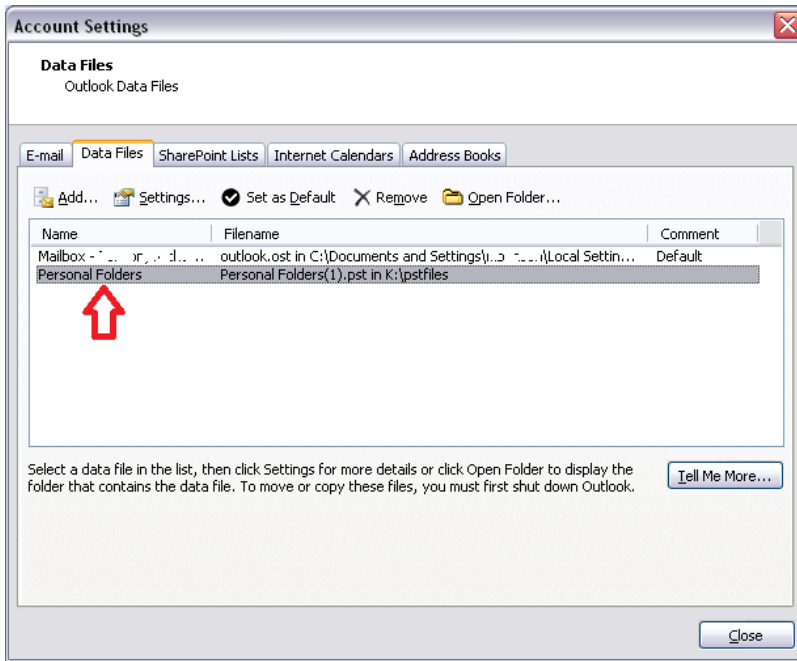 Account Settings
Data Files
Outlook Data Files
E-mail Data Files SharePoint Lists Internet Calendars Address Books
Add... Settings... Set as Default Remove Open Folder...
Name Filename Comment
Mailbox - outlook.ost in C:\Documents and Settings\ \Local Settin... Default
Personal Folders Personal Folders(1).pst in K:\pstfiles
Select a data file in the list, then click Settings for more details or click Open Folder to display the
folder that contains the data file. To move or copy these files, you must first shut down Outlook.
Tell Me More...
Close